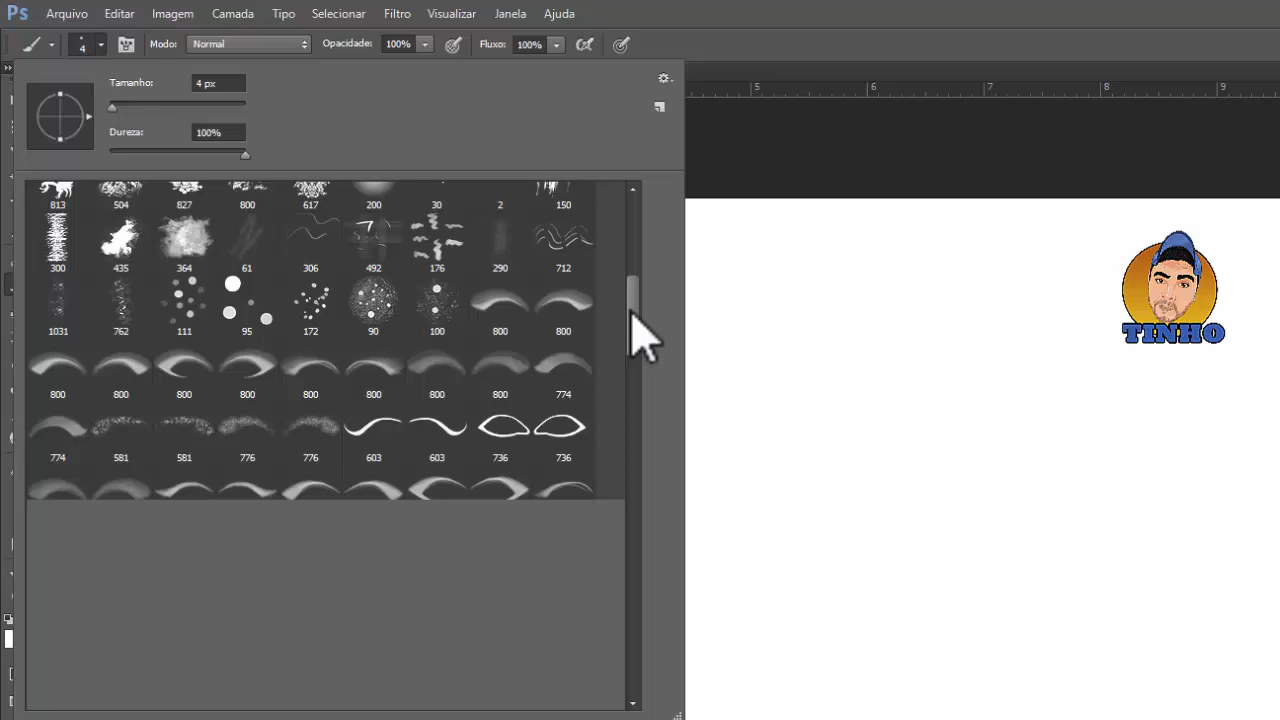 Ps Arquivo Editar Imagem Camada Tipo Selecionar Filtro Visualizar Janela Ajuda
4 Modo: Normal Opacidade: 100% Fluxo: 100%
Tamanho: 4 px
Dureza: 100%
5 6 7 8 9
813 504 827 800 617 200 30 2 150
300 435 364 61 306 492 176 290 712
1031 762 111 95 172 90 100 800 800
800 800 800 800 800 800 800 800 774
774 581 581 776 776 603 603 736 736
TINHO